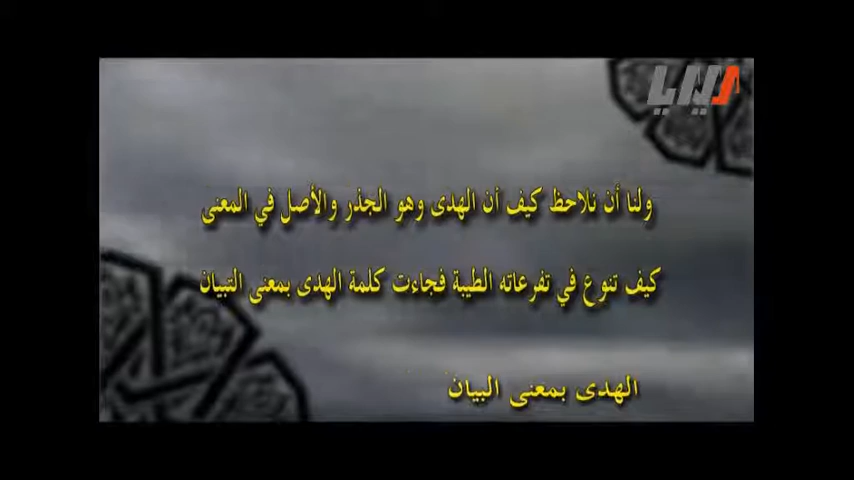 ولنا أن نلاحظ كيف أن الهدى وهو الجذر والأصل في المعنى
كيف تنوع في تفرعاته الطيبة فجاءت كلمة الهدى بمعنى التبيان
الهدى بمعنى البيان